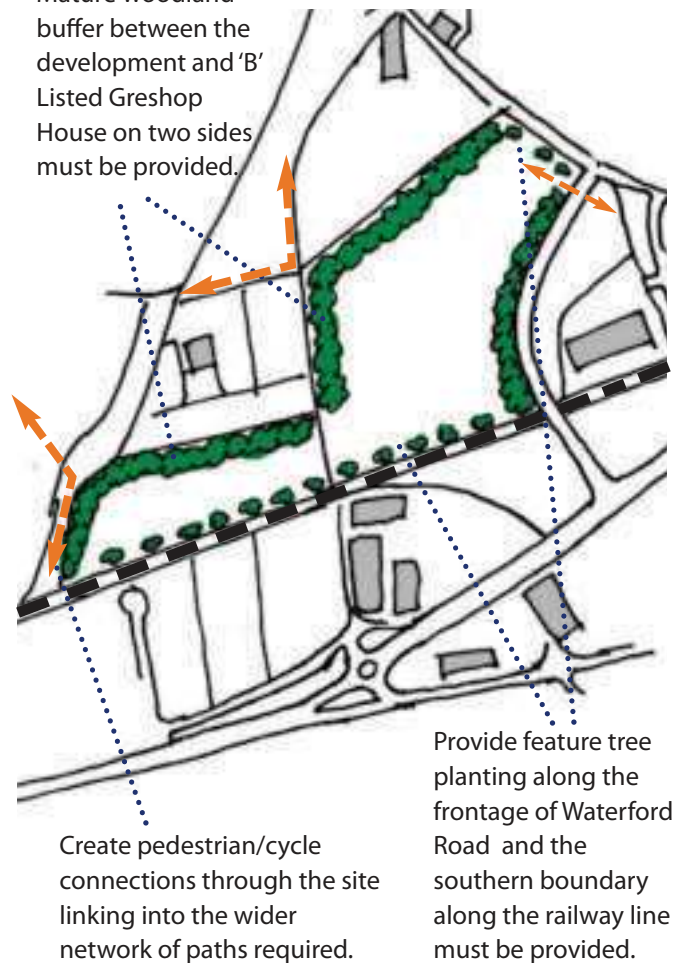 buffer between the
development and ‘B’
Listed Greshop
House on two sides
must be provided.
Provide feature tree
planting along the
frontage of Waterford
Road and the
southern boundary
along the railway line
must be provided.
Create pedestrian/cycle
connections through the site
linking into the wider
network of paths required.